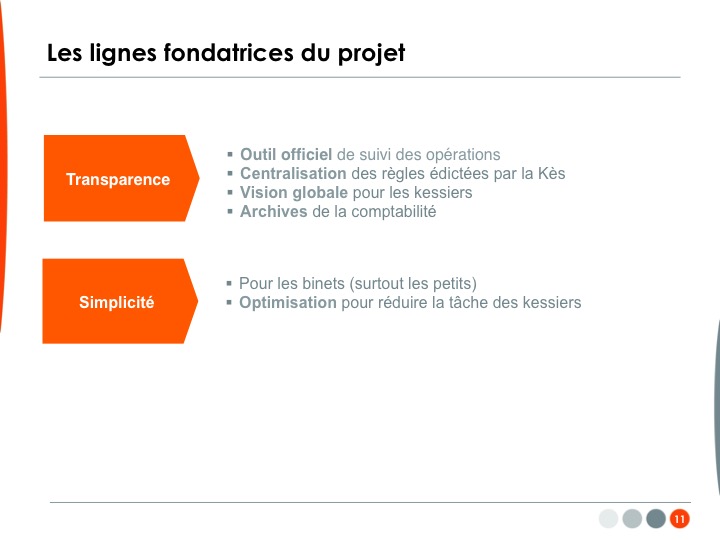 Les lignes fondatrices du projet
Transparence
▪ Outil officiel de suivi des opérations
▪ Centralisation des règles édictées par la Kès
▪ Vision globale pour les kessiers
▪ Archives de la comptabilité
Simplicité
▪ Pour les binets (surtout les petits)
▪ Optimisation pour réduire la tâche des kessiers
11